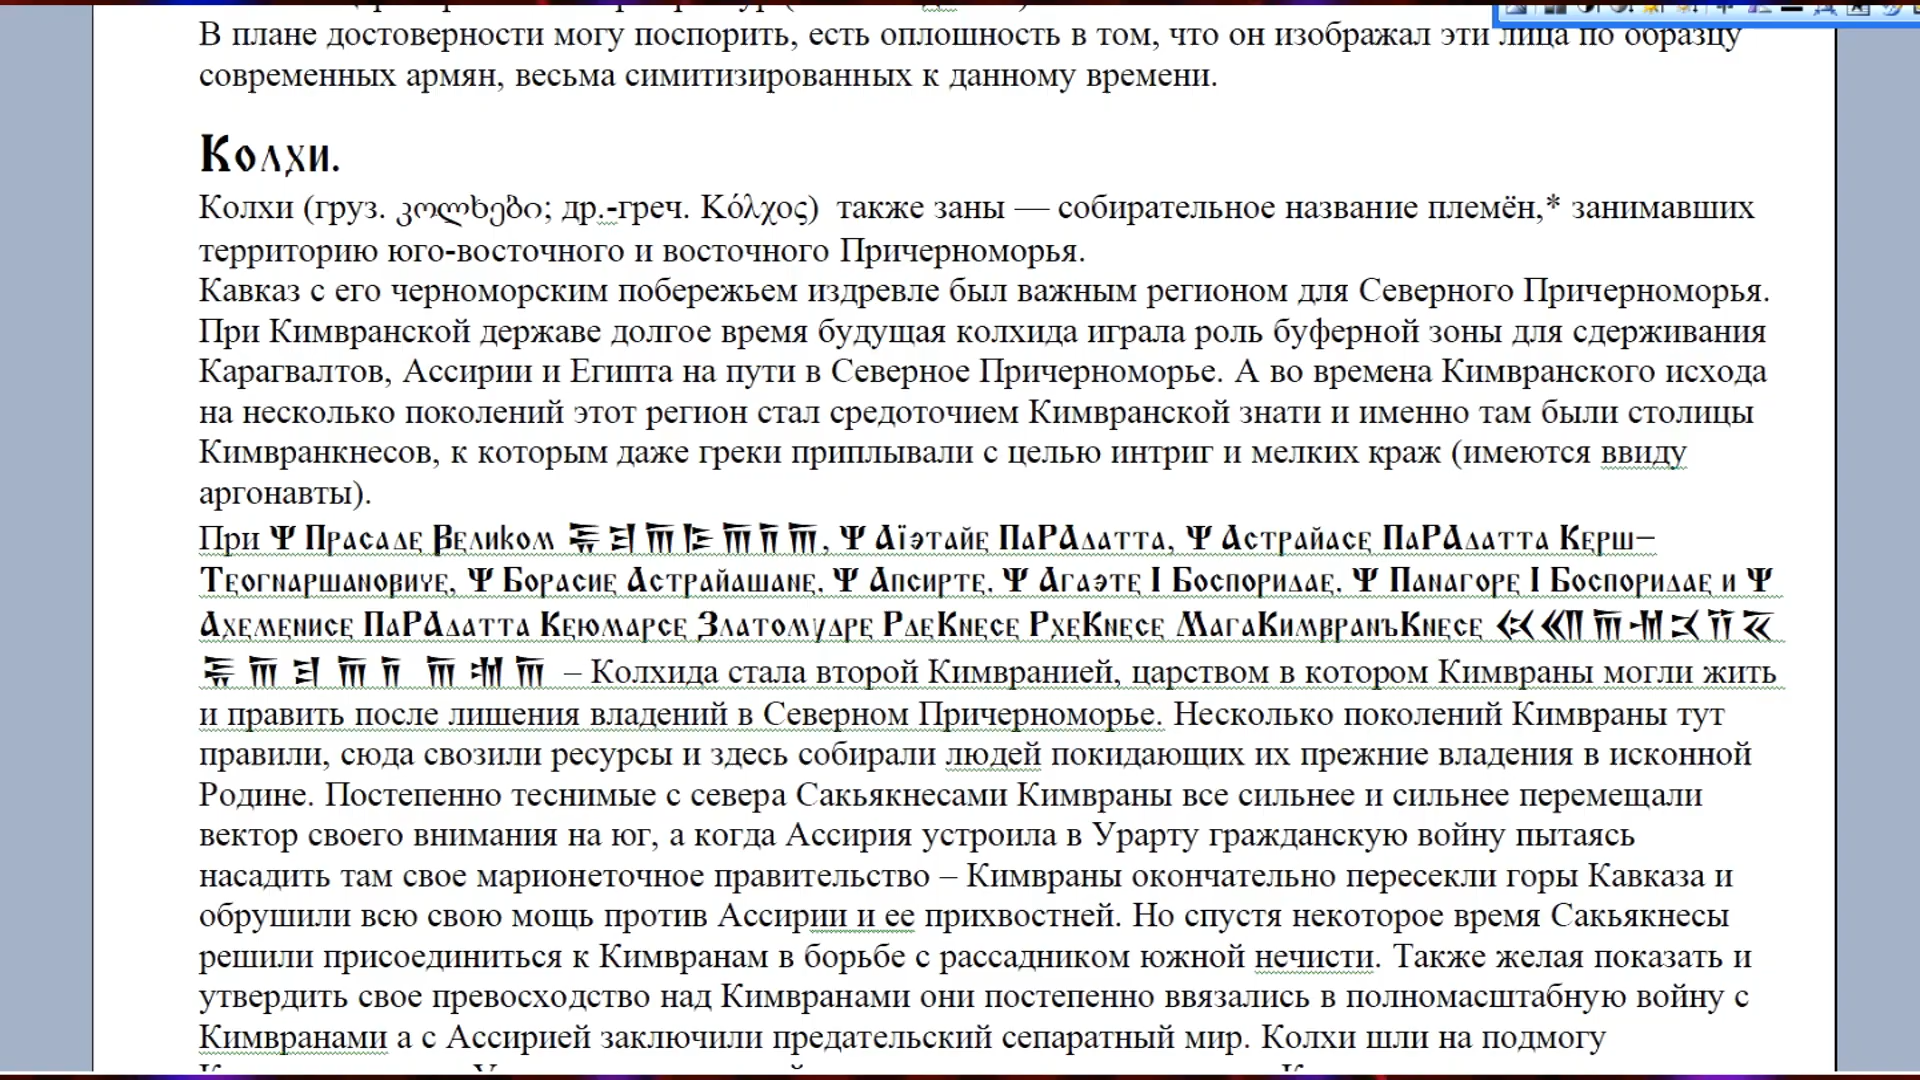 В плане достоверности могу поспорить, есть оплошность в том, что он изображал эти лица по образцу
современных армян, весьма симитизированных к данному времени.
Колхи.
Колхи (груз. კოლხები; др.-греч. Κόλχος)  также заны — собирательное название племён,* занимавших
территорию юго-восточного и восточного Причерноморья.
Кавказ с его черноморским побережьем издревле был важным регионом для Северного Причерноморья.
При Кимвранской державе долгое время будущая колхида играла роль буферной зоны для сдерживания
Карагвалтов, Ассирии и Египта на пути в Северное Причерноморье. А во времена Кимвранского исхода
на несколько поколений этот регион стал средоточием Кимвранской знати и именно там были столицы
Кимвранкнесов, к которым даже греки приплывали с целью интриг и мелких краж (имеются ввиду
аргонавты).
При Ѱ Прасаде Великом , Ѱ Аїэтайе ПаРАдатта, Ѱ Астрайасе ПаРАдатта Керш–
Теогнаршановиче, Ѱ Борасие Астрайашане, Ѱ Апсирте, Ѱ Агаэте I Боспоридае, Ѱ Панагоре I Боспоридае и Ѱ
Ахеменисе ПаРАдатта Кеюмарсе Златомудре РдеКнесе РхеКнесе МагаКимвранъКнесе
– Колхида стала второй Кимвранией, царством в котором Кимвраны могли жить
и править после лишения владений в Северном Причерноморье. Несколько поколений Кимвраны тут
правили, сюда свозили ресурсы и здесь собирали людей покидающих их прежние владения в исконной
Родине. Постепенно теснимые с севера Сакьякнесами Кимвраны все сильнее и сильнее перемещали
вектор своего внимания на юг, а когда Ассирия устроила в Урарту гражданскую войну пытаясь
насадить там свое марионеточное правительство – Кимвраны окончательно пересекли горы Кавказа и
обрушили всю свою мощь против Ассирии и ее прихвостней. Но спустя некоторое время Сакьякнесы
решили присоединиться к Кимвранам в борьбе с рассадником южной нечисти. Также желая показать и
утвердить свое превосходство над Кимвранами они постепенно ввязались в полномасштабную войну с
Кимвранами а с Ассирией заключили предательский сепаратный мир. Колхи шли на подмогу